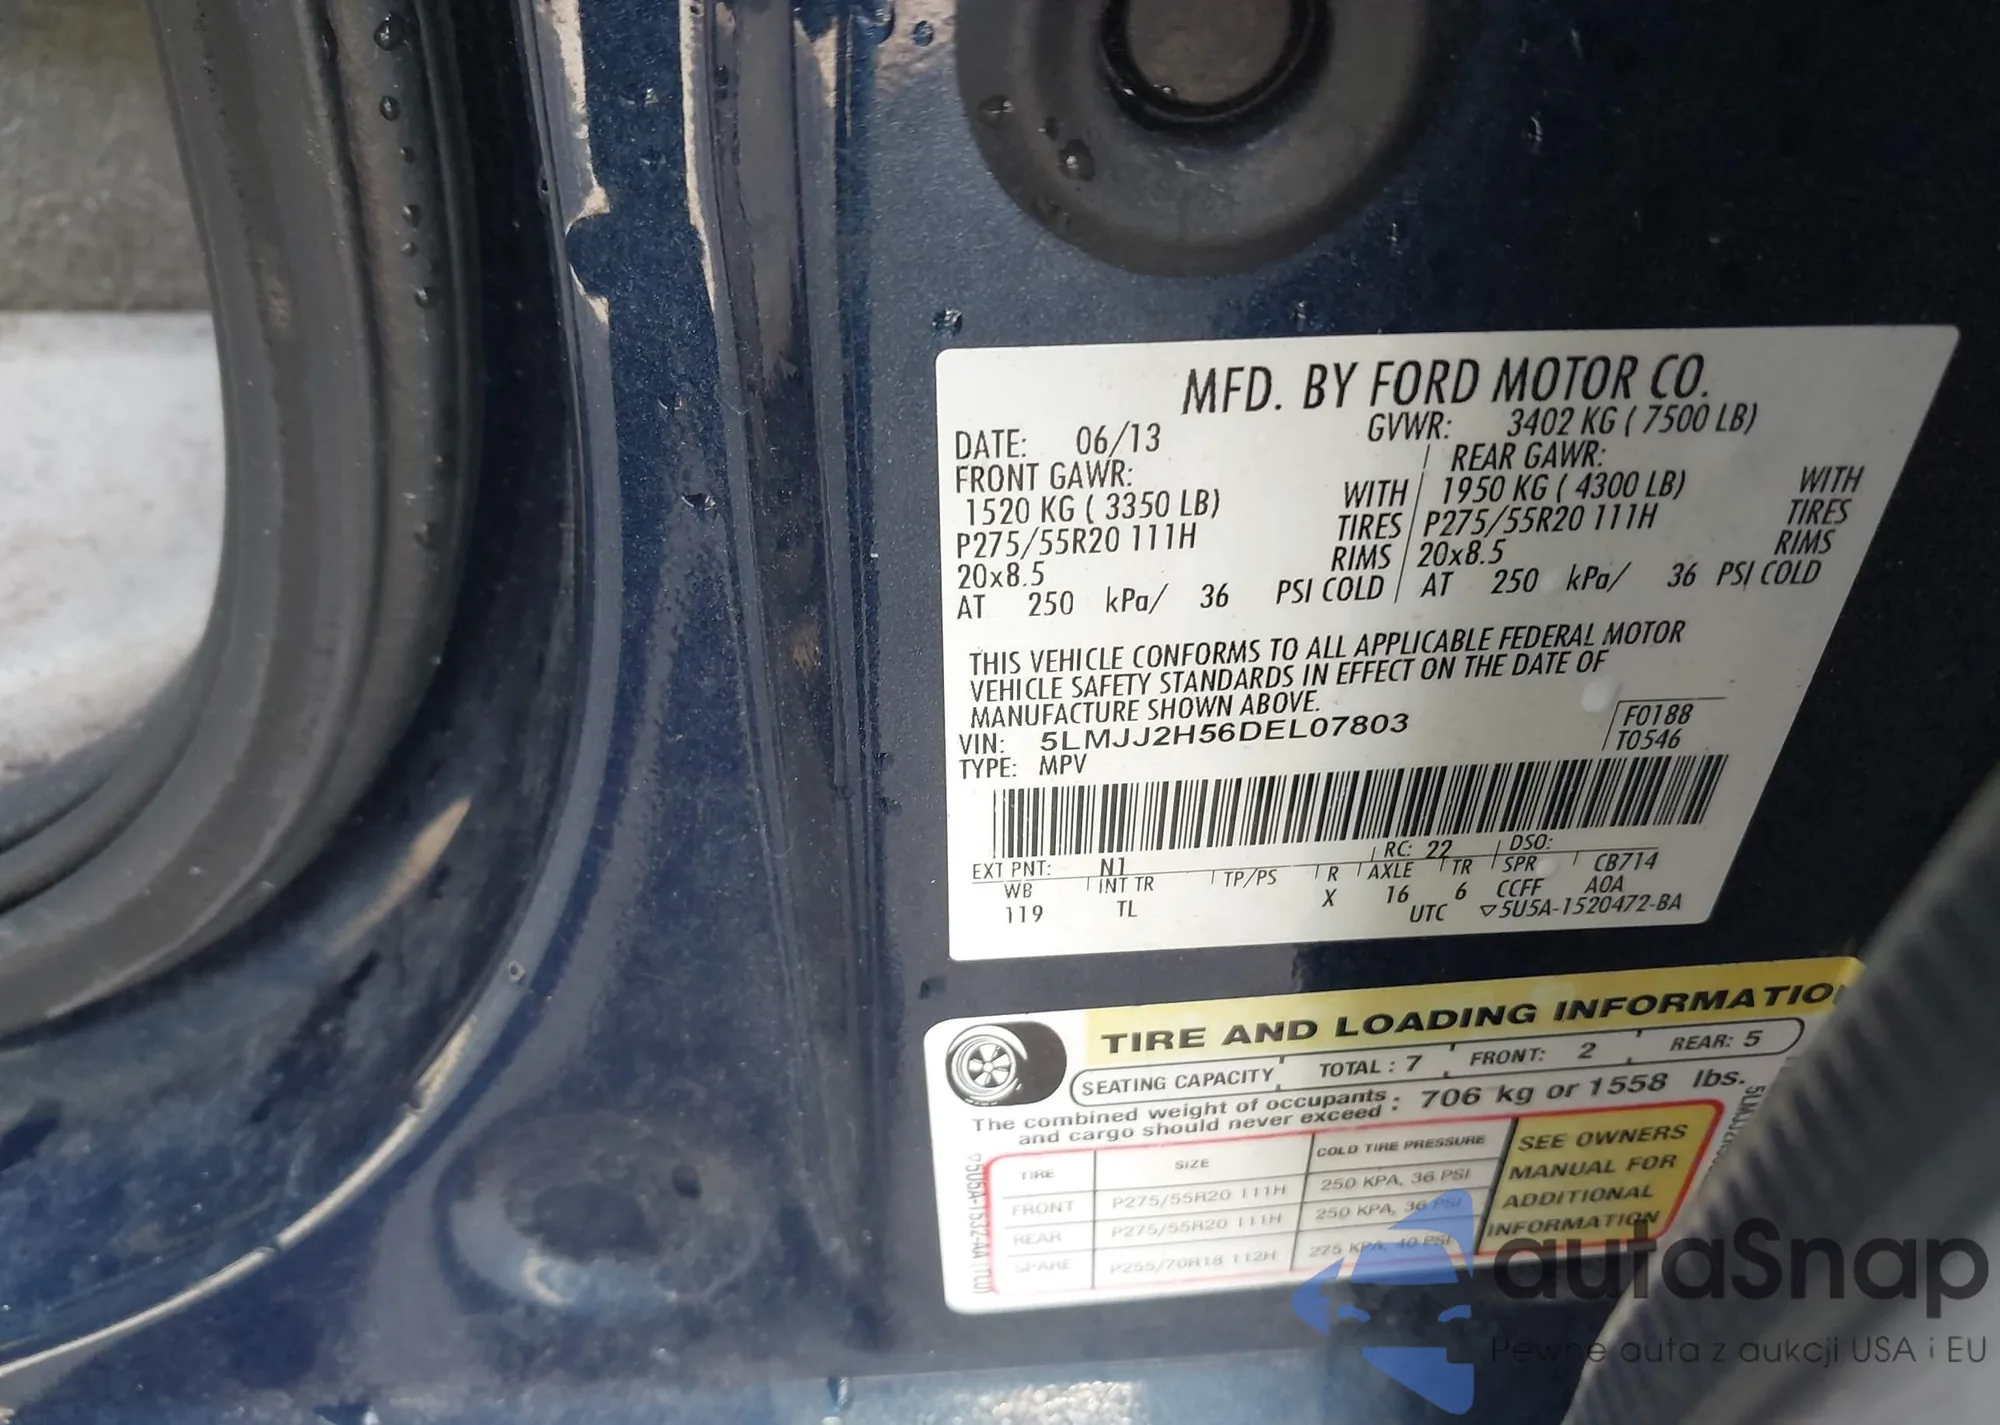 MFD. BY FORD MOTOR CO.
DATE: 06/13 GVWR: 3402 KG ( 7500 LB)
FRONT GAWR: REAR GAWR:
1520 KG ( 3350 LB) WITH 1950 KG ( 4300 LB) WITH
P275/55R20 111H TIRES P275/55R20 111H TIRES
20x8.5 RIMS 20x8.5 RIMS
AT 250 kPa/ 36 PSI COLD AT 250 kPa/ 36 PSI COLD
THIS VEHICLE CONFORMS TO ALL APPLICABLE FEDERAL MOTOR
VEHICLE SAFETY STANDARDS IN EFFECT ON THE DATE OF
MANUFACTURE SHOWN ABOVE.
VIN: 5LMJJ2H56DEL07803
F0188
T0546
TYPE: MPV
EXT PNT: N1 RC: 22 DSO:
WB INT TR TP/PS R AXLE TR SPR CB714
119 TL X 16 6 CCFF A0A
UTC ▽5U5A-1520472-BA
TIRE AND LOADING INFORMATIO
SEATING CAPACITY TOTAL : 7 FRONT: 2 REAR: 5
The combined weight of occupants
and cargo should never exceed : 706 kg or 1558 lbs.
TIRE SIZE COLD TIRE PRESSURE
FRONT P275/55R20 111H 250 KPA, 36 PSI
REAR P275/55R20 111H 250 KPA, 36 PSI
SPARE P255/70R18 112H 275 KPA, 40 PSI
SEE OWNERS
MANUAL FOR
ADDITIONAL
INFORMATION
autaSnap
Pewne auta z aukcji USA i EU